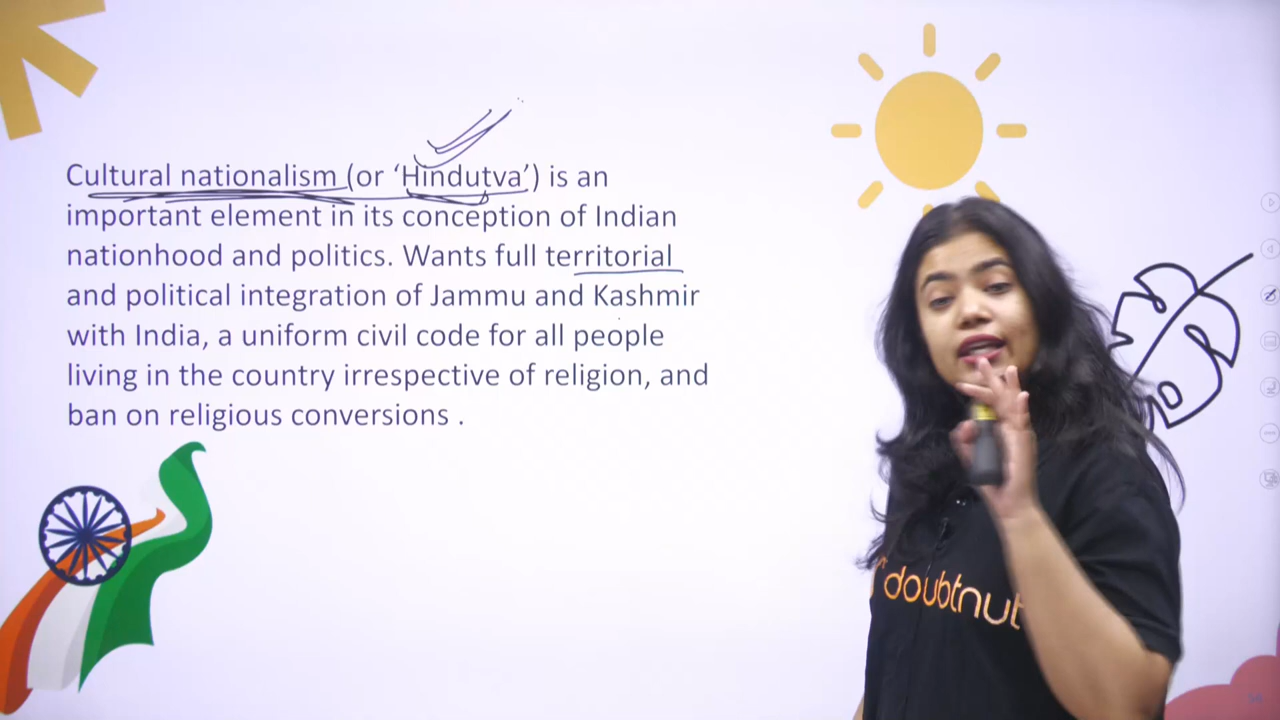 Cultural nationalism (or ‘Hindutva’) is an
important element in its conception of Indian
nationhood and politics. Wants full territorial
and political integration of Jammu and Kashmir
with India, a uniform civil code for all people
living in the country irrespective of religion, and
ban on religious conversions .
doubtnut